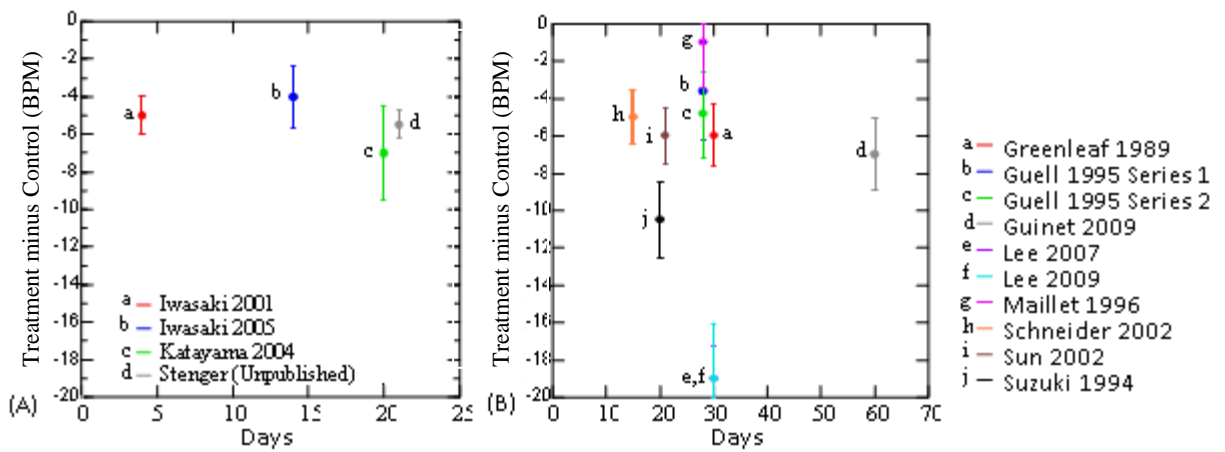 Treatment minus Control (BPM)
-0
-2
-4
-6
-8
-10
-12
-14
-16
-18
-20
a
b
c
d
a Iwasaki 2001
b Iwasaki 2005
c Katayama 2004
d Stenger (Unpublished)
(A)
0 5 10 15 20 25
Days
Treatment minus Control (BPM)
0
-2
-4
-6
-8
-10
-12
-14
-16
-18
-20
g
b
h
c
i
a
d
j
e,f
(B)
0 10 20 30 40 50 60 70
Days
a Greenleaf 1989
b Guell 1995 Series 1
c Guell 1995 Series 2
d Guinet 2009
e Lee 2007
f Lee 2009
g Maillet 1996
h Schneider 2002
i Sun 2002
j Suzuki 1994